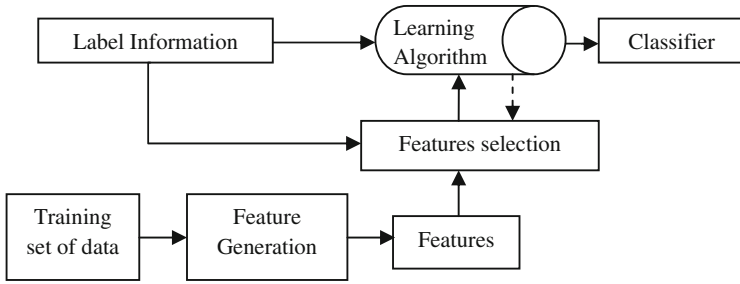 Label Information
Learning
Algorithm
Classifier
Features selection
Training
set of data
Feature
Generation
Features